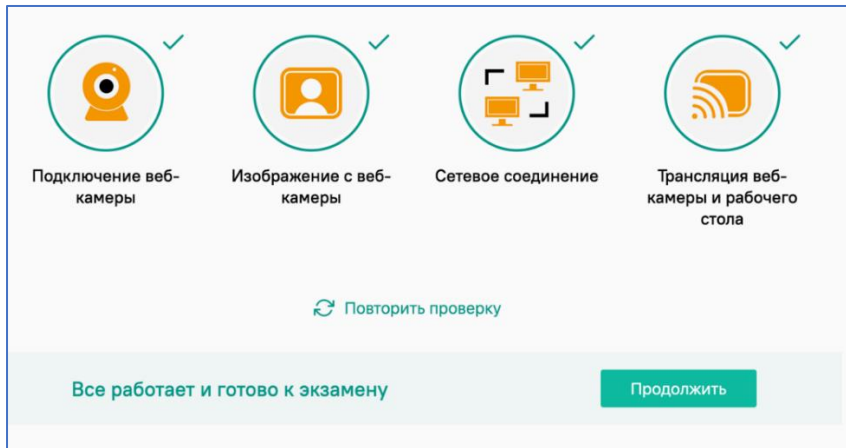 Подключение веб-
камеры
Изображение с веб-
камеры
Сетевое соединение
Трансляция веб-
камеры и рабочего
стола
Повторить проверку
Все работает и готово к экзамену
Продолжить